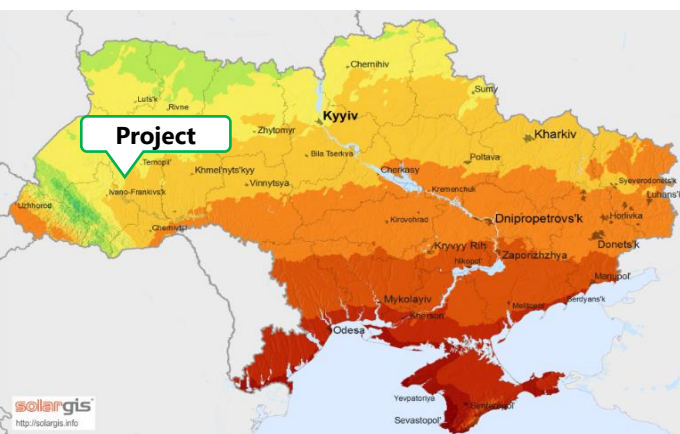 Chernihiv
Luts'k
Rivne
Sumy
Kyyiv
Project
Zhytomyr
Kharkiv
Ternopil'
Bila Tserkva
Poltava
Khmel'nyts'kyy
Cherkasy
Vinnytsya
Kremenchuk
Syeverodonets'k
Ivano-Frankivs'k
Luhans'k
Uzhhorod
Kirovohrad
Dnipropetrovs'k
Horlivka
Chernivtsi
Kryvyy Rih
Donets'k
Nikopol'
Zaporizhzhya
Mariupol'
Mykolayiv
Melitopol'
Berdyans'k
Kherson
Odesa
Yevpatoriya
Simferopol'
Sevastopol'
solargis
http://solargis.info